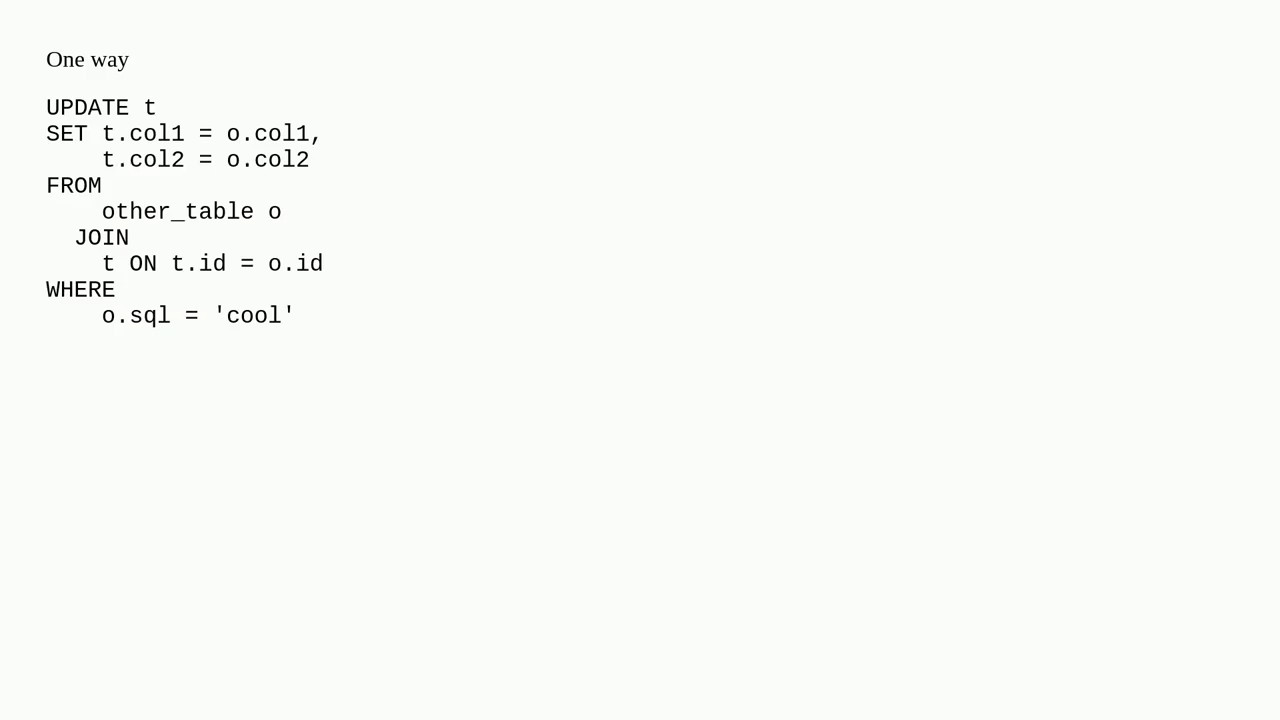 One way
UPDATE t
SET t.col1 = o.col1,
    t.col2 = o.col2
FROM
    other_table o
  JOIN
    t ON t.id = o.id
WHERE
    o.sql = 'cool'